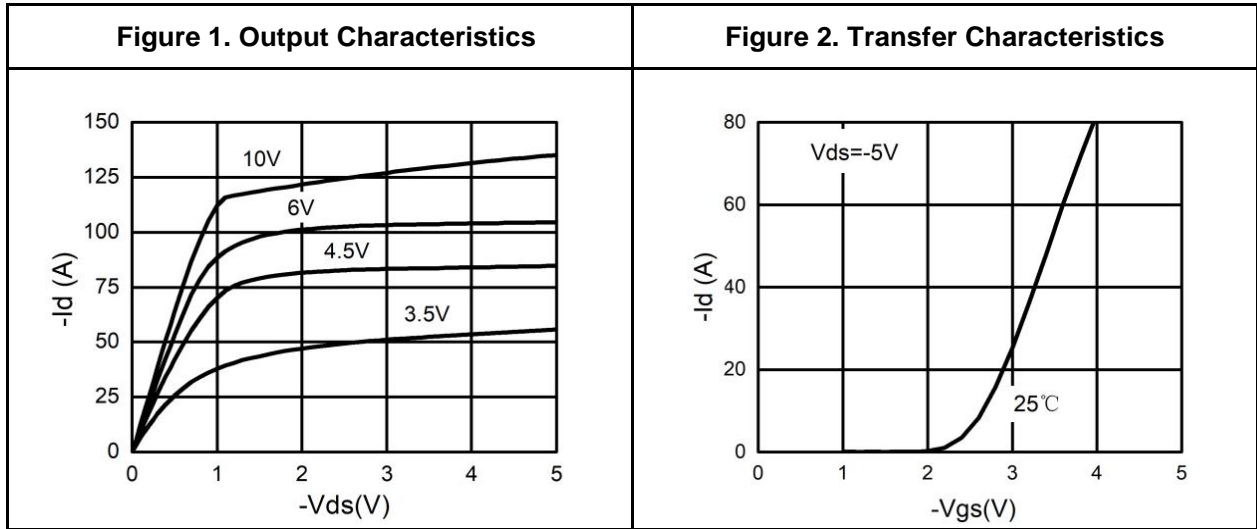 Figure 1. Output Characteristics
150
125
100
75
50
25
0
-Id (A)
10V
6V
4.5V
3.5V
0 1 2 3 4 5
-Vds(V)
Figure 2. Transfer Characteristics
80
60
40
20
0
-Id (A)
Vds=-5V
25℃
0 1 2 3 4 5
-Vgs(V)